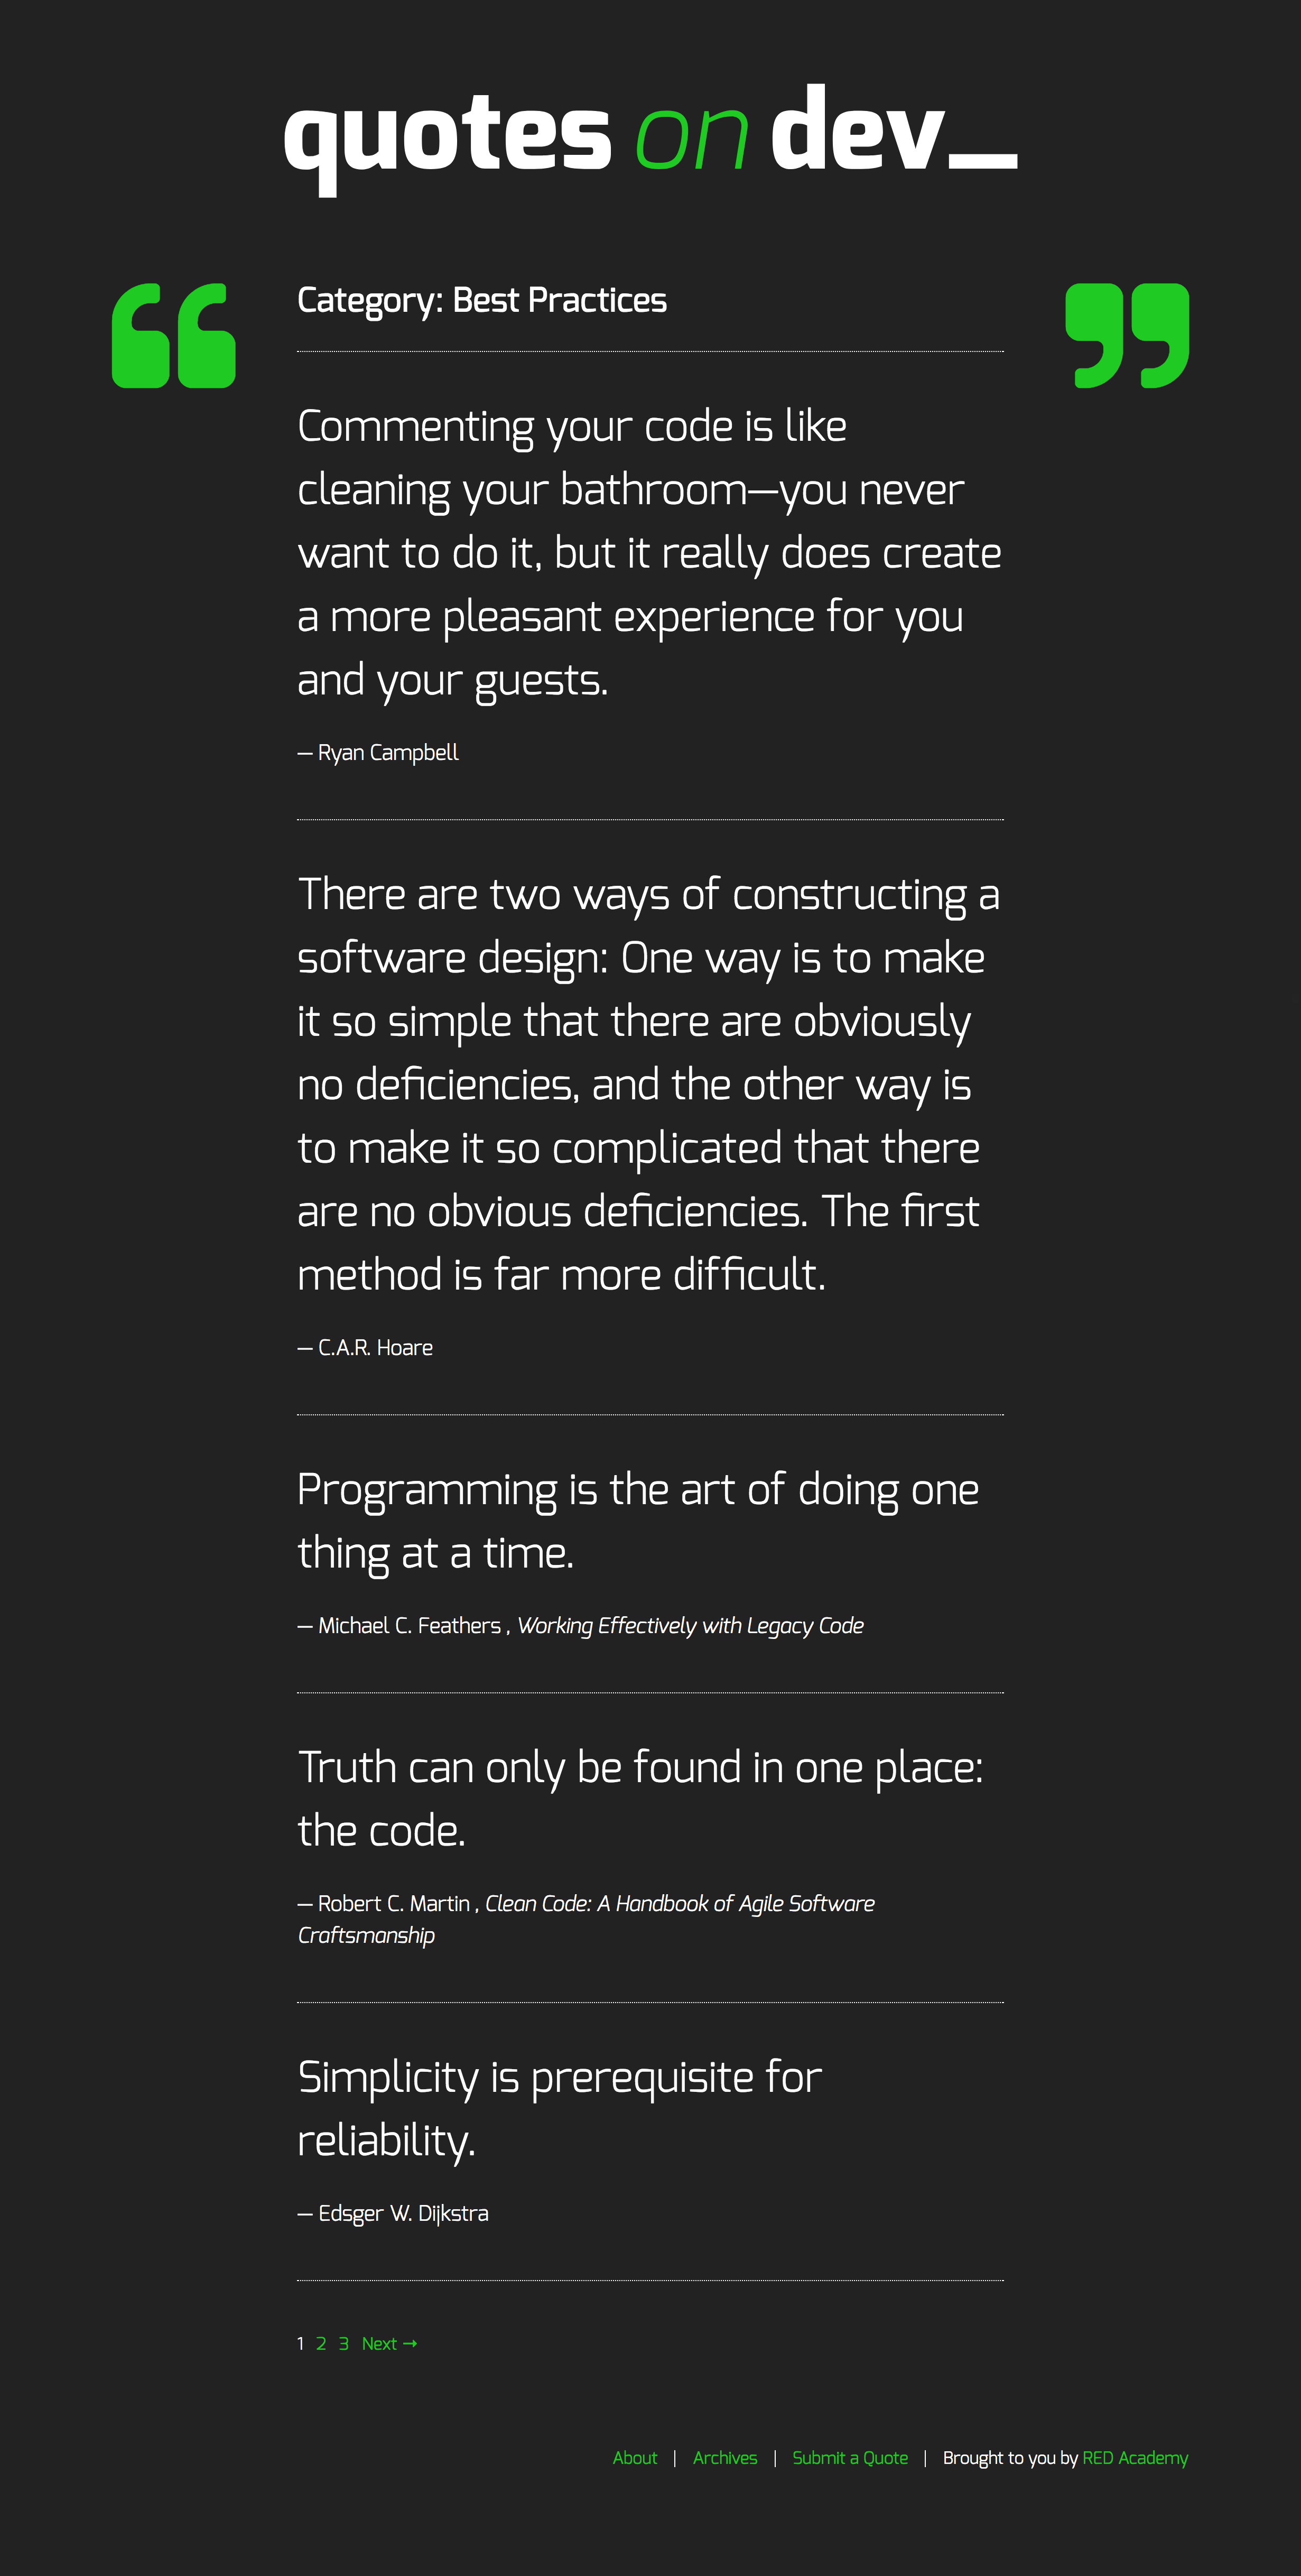 quotes on dev_
Category: Best Practices
Commenting your code is like
cleaning your bathroom—you never
want to do it, but it really does create
a more pleasant experience for you
and your guests.
— Ryan Campbell
There are two ways of constructing a
software design: One way is to make
it so simple that there are obviously
no deficiencies, and the other way is
to make it so complicated that there
are no obvious deficiencies. The first
method is far more difficult.
— C.A.R. Hoare
Programming is the art of doing one
thing at a time.
— Michael C. Feathers , Working Effectively with Legacy Code
Truth can only be found in one place:
the code.
— Robert C. Martin , Clean Code: A Handbook of Agile Software
Craftsmanship
Simplicity is prerequisite for
reliability.
— Edsger W. Dijkstra
1 2 3 Next →
About | Archives | Submit a Quote | Brought to you by RED Academy